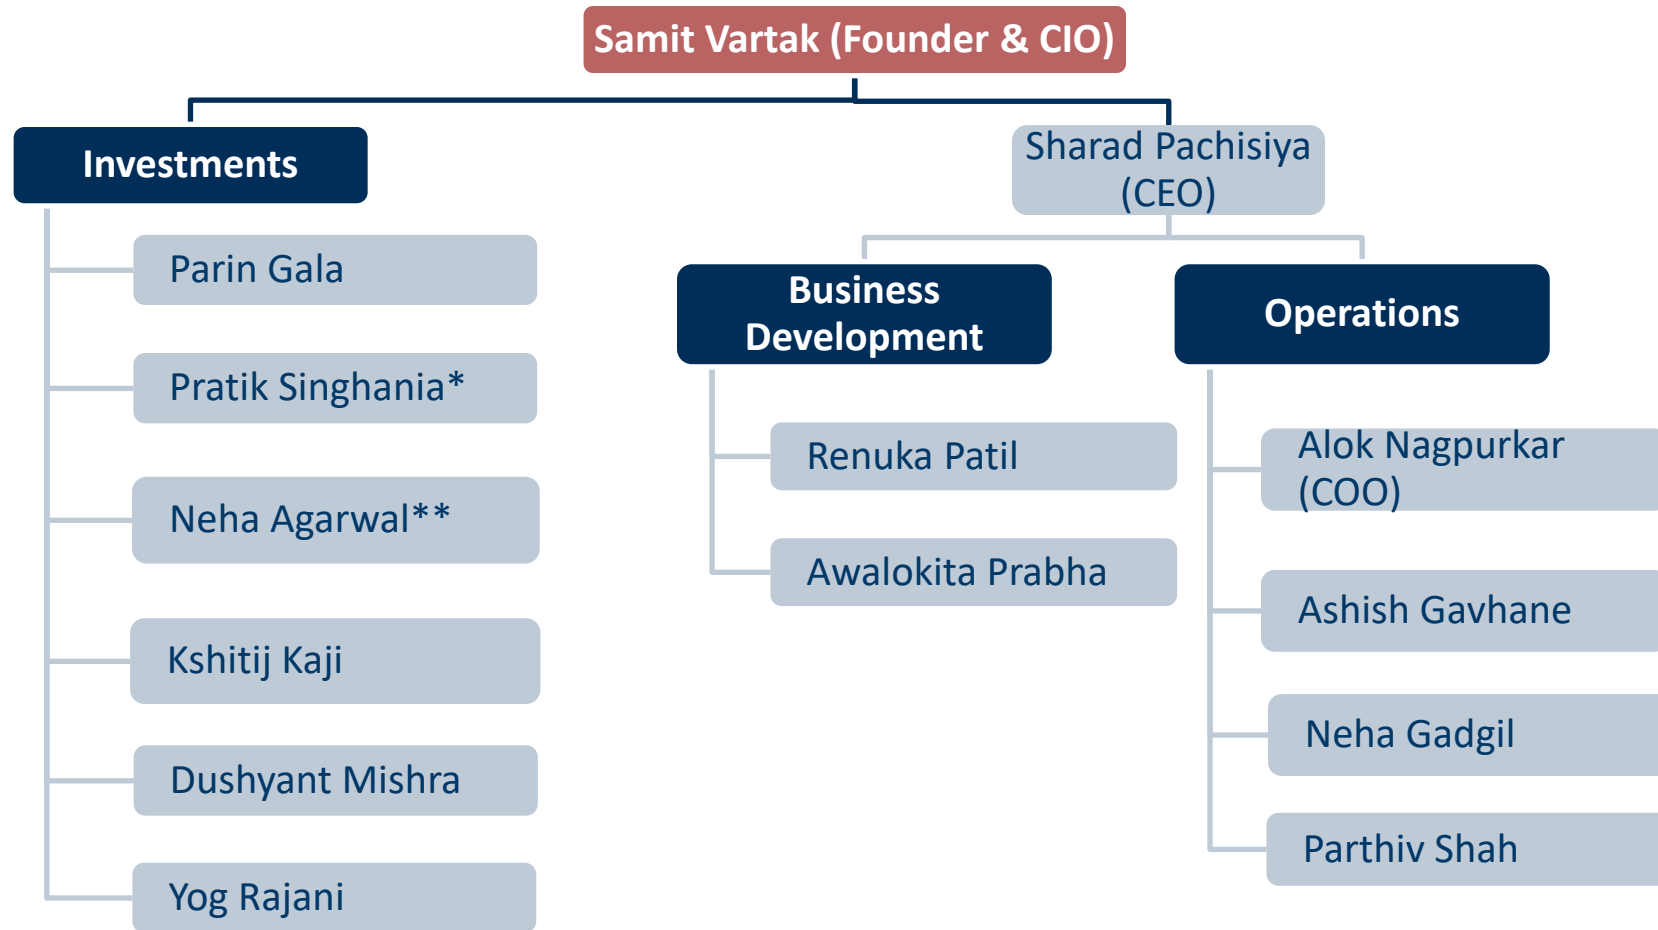 Samit Vartak (Founder & CIO)
Investments
Parin Gala
Pratik Singhania*
Neha Agarwal**
Kshitij Kaji
Dushyant Mishra
Yog Rajani
Sharad Pachisiya
(CEO)
Business
Development
Renuka Patil
Awalokita Prabha
Operations
Alok Nagpurkar
(COO)
Ashish Gavhane
Neha Gadgil
Parthiv Shah